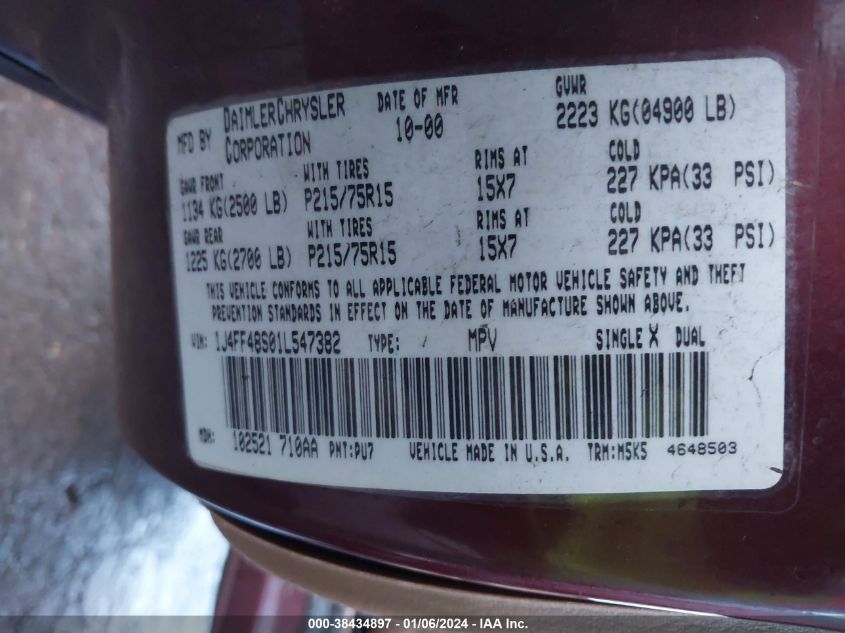 MFD BY DAIMLERCHRYSLER CORPORATION DATE OF MFR 10-00 GVWR 2223 KG(04900 LB)
GAWR FRONT WITH TIRES RIMS AT COLD
1134 KG(2500 LB) P215/75R15 15X7 227 KPA(33 PSI)
GAWR REAR WITH TIRES RIMS AT COLD
1225 KG(2700 LB) P215/75R15 15X7 227 KPA(33 PSI)
THIS VEHICLE CONFORMS TO ALL APPLICABLE FEDERAL MOTOR VEHICLE SAFETY AND THEFT
PREVENTION STANDARDS IN EFFECT ON THE DATE OF MANUFACTURE SHOWN ABOVE.
VIN: 1J4FF48S01L547382 TYPE: MPV SINGLE X DUAL
MDH: 102521 710AA PNT:PV7 VEHICLE MADE IN U.S.A. TRM:M5K5 4648503
000-38434897 - 01/06/2024 - IAA Inc.